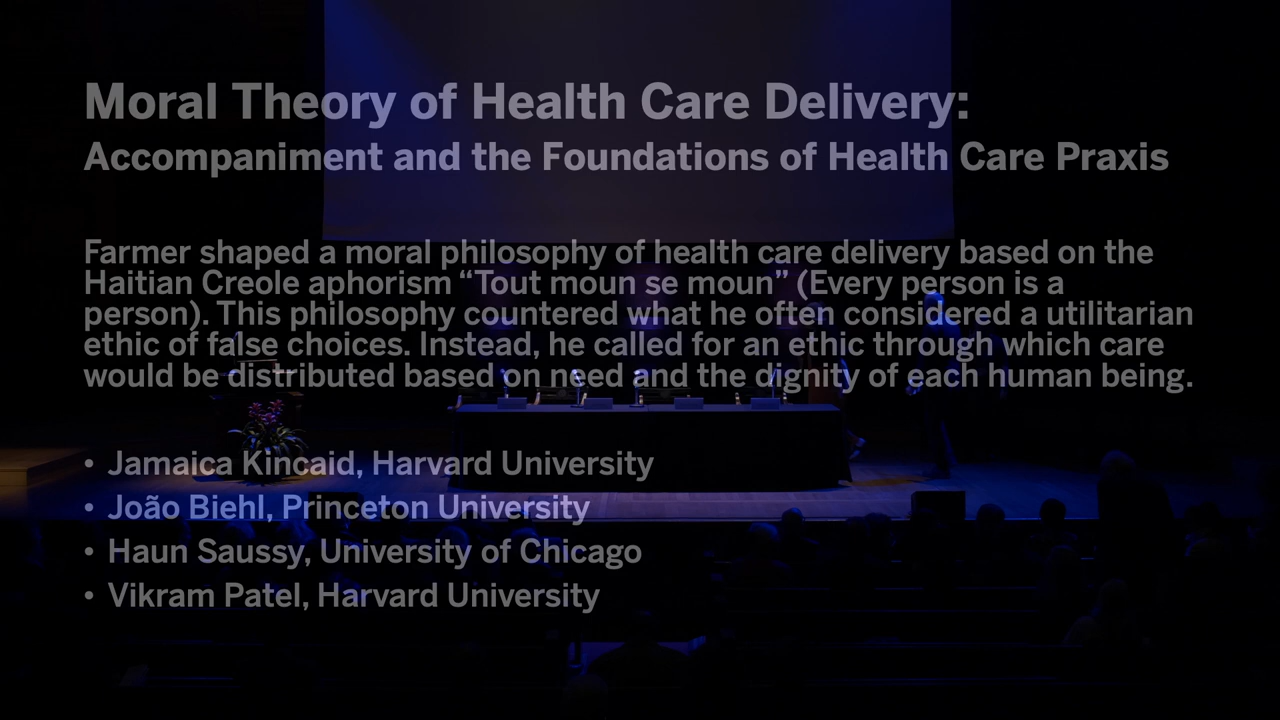 Moral Theory of Health Care Delivery:
Accompaniment and the Foundations of Health Care Praxis
Farmer shaped a moral philosophy of health care delivery based on the
Haitian Creole aphorism “Tout moun se moun” (Every person is a
person). This philosophy countered what he often considered a utilitarian
ethic of false choices. Instead, he called for an ethic through which care
would be distributed based on need and the dignity of each human being.
• Jamaica Kincaid, Harvard University
• João Biehl, Princeton University
• Haun Saussy, University of Chicago
• Vikram Patel, Harvard University